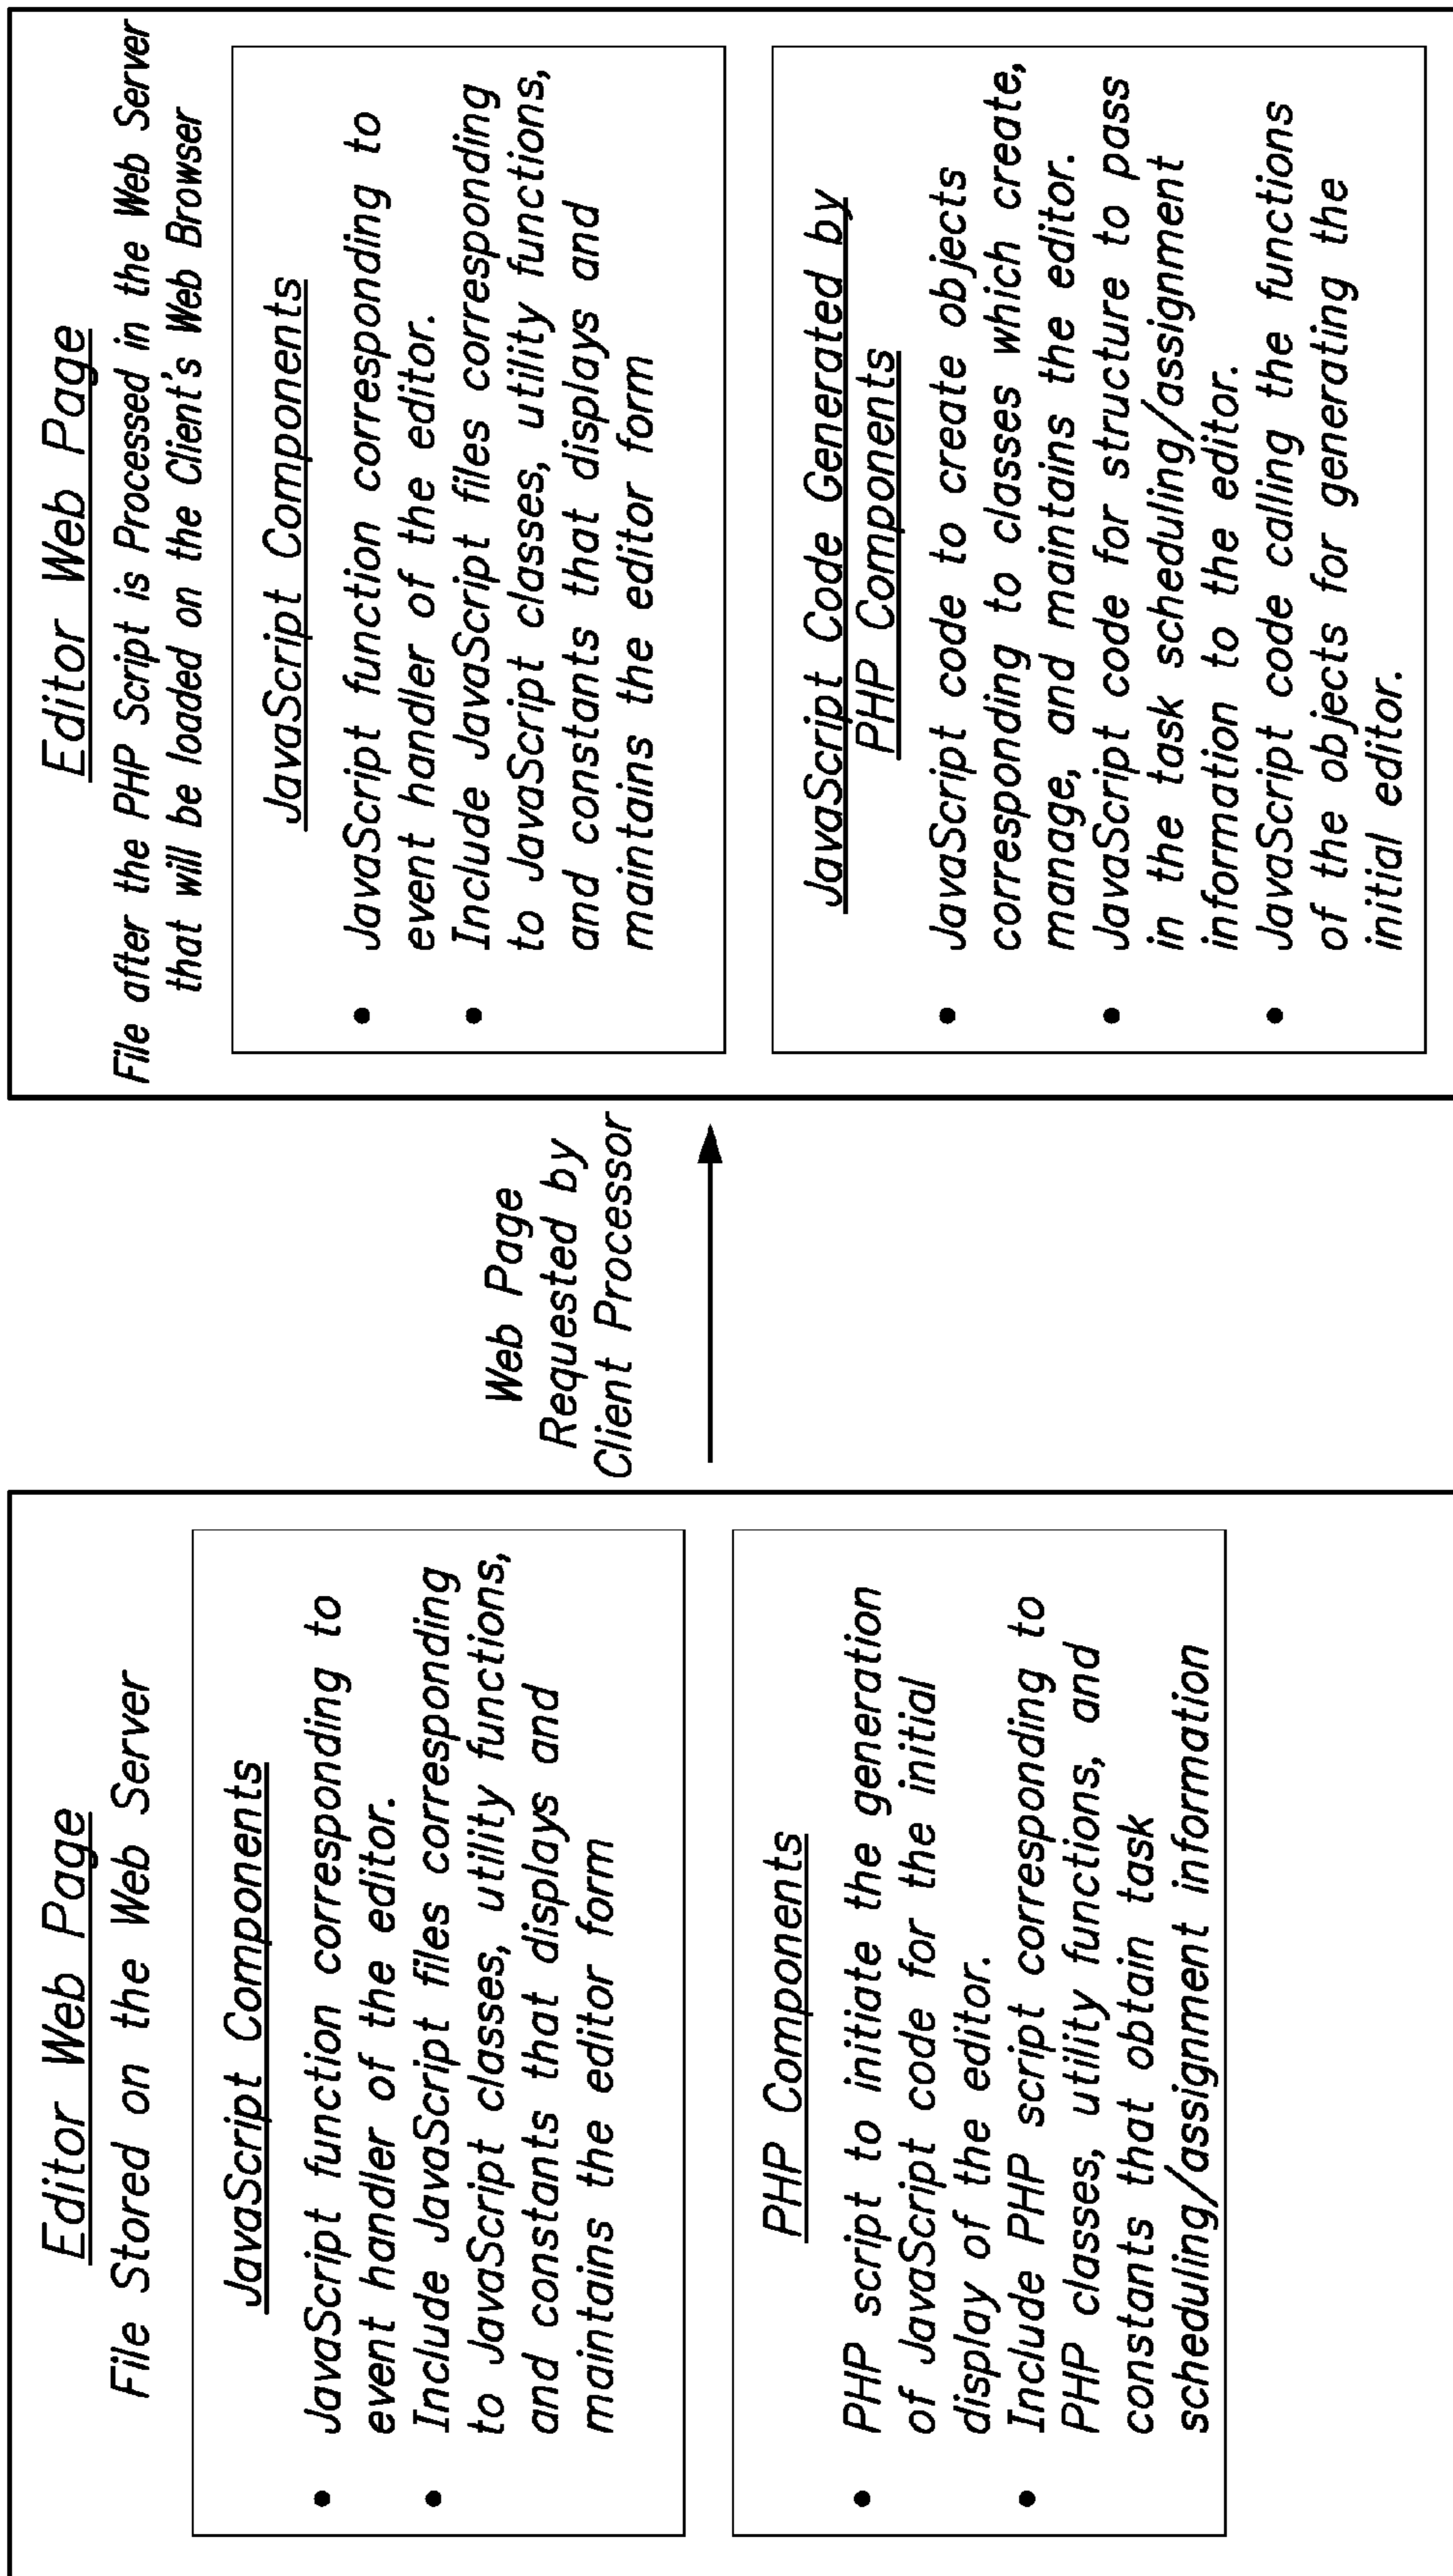 Editor Web Page
File Stored on the Web Server
JavaScript Components
• JavaScript function corresponding to
event handler of the editor.
• Include JavaScript files corresponding
to JavaScript classes, utility functions,
and constants that displays and
maintains the editor form
PHP Components
• PHP script to initiate the generation
of JavaScript code for the initial
display of the editor.
• Include PHP script corresponding to
PHP classes, utility functions, and
constants that obtain task
scheduling/assignment information
Web Page
Requested by
Client Processor
Editor Web Page
File after the PHP Script is Processed in the Web Server
that will be loaded on the Client's Web Browser
JavaScript Components
• JavaScript function corresponding to
event handler of the editor.
• Include JavaScript files corresponding
to JavaScript classes, utility functions,
and constants that displays and
maintains the editor form
JavaScript Code Generated by
PHP Components
• JavaScript code to create objects
corresponding to classes which create,
manage, and maintains the editor.
• JavaScript code for structure to pass
in the task scheduling/assignment
information to the editor.
• JavaScript code calling the functions
of the objects for generating the
initial editor.